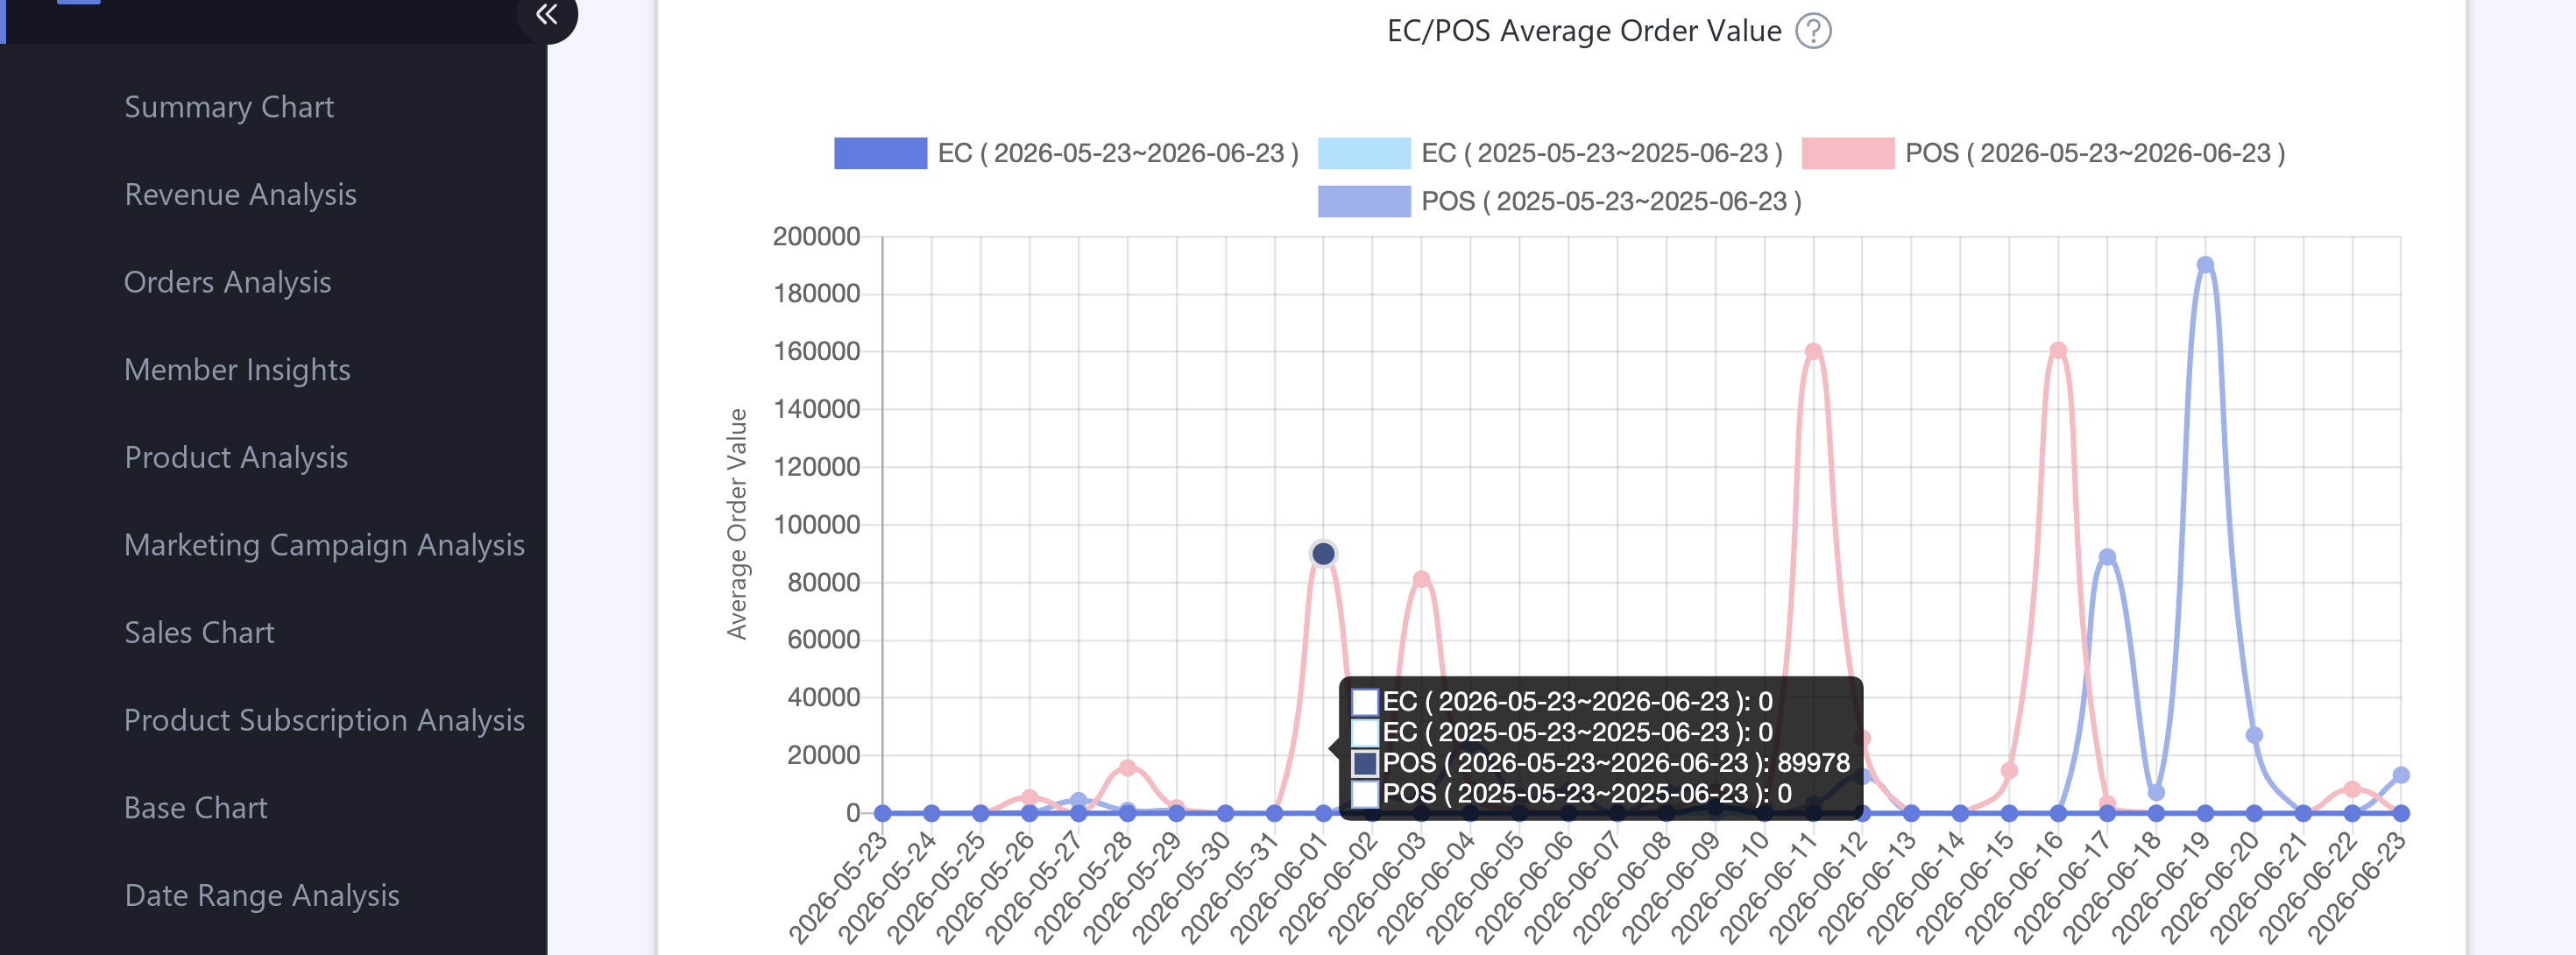 Summary Chart
Revenue Analysis
Orders Analysis
Member Insights
Product Analysis
Marketing Campaign Analysis
Sales Chart
Product Subscription Analysis
Base Chart
Date Range Analysis
EC/POS Average Order Value ?
EC ( 2026-05-23~2026-06-23 ) EC ( 2025-05-23~2025-06-23 ) POS ( 2026-05-23~2026-06-23 )
POS ( 2025-05-23~2025-06-23 )
Average Order Value
200000
180000
160000
140000
120000
100000
80000
60000
40000
20000
0
EC ( 2026-05-23~2026-06-23 ): 0
EC ( 2025-05-23~2025-06-23 ): 0
POS ( 2026-05-23~2026-06-23 ): 89978
POS ( 2025-05-23~2025-06-23 ): 0
2026-05-23
2026-05-24
2026-05-25
2026-05-26
2026-05-27
2026-05-28
2026-05-29
2026-05-30
2026-05-31
2026-06-01
2026-06-02
2026-06-03
2026-06-04
2026-06-05
2026-06-06
2026-06-07
2026-06-08
2026-06-09
2026-06-10
2026-06-11
2026-06-12
2026-06-13
2026-06-14
2026-06-15
2026-06-16
2026-06-17
2026-06-18
2026-06-19
2026-06-20
2026-06-21
2026-06-22
2026-06-23